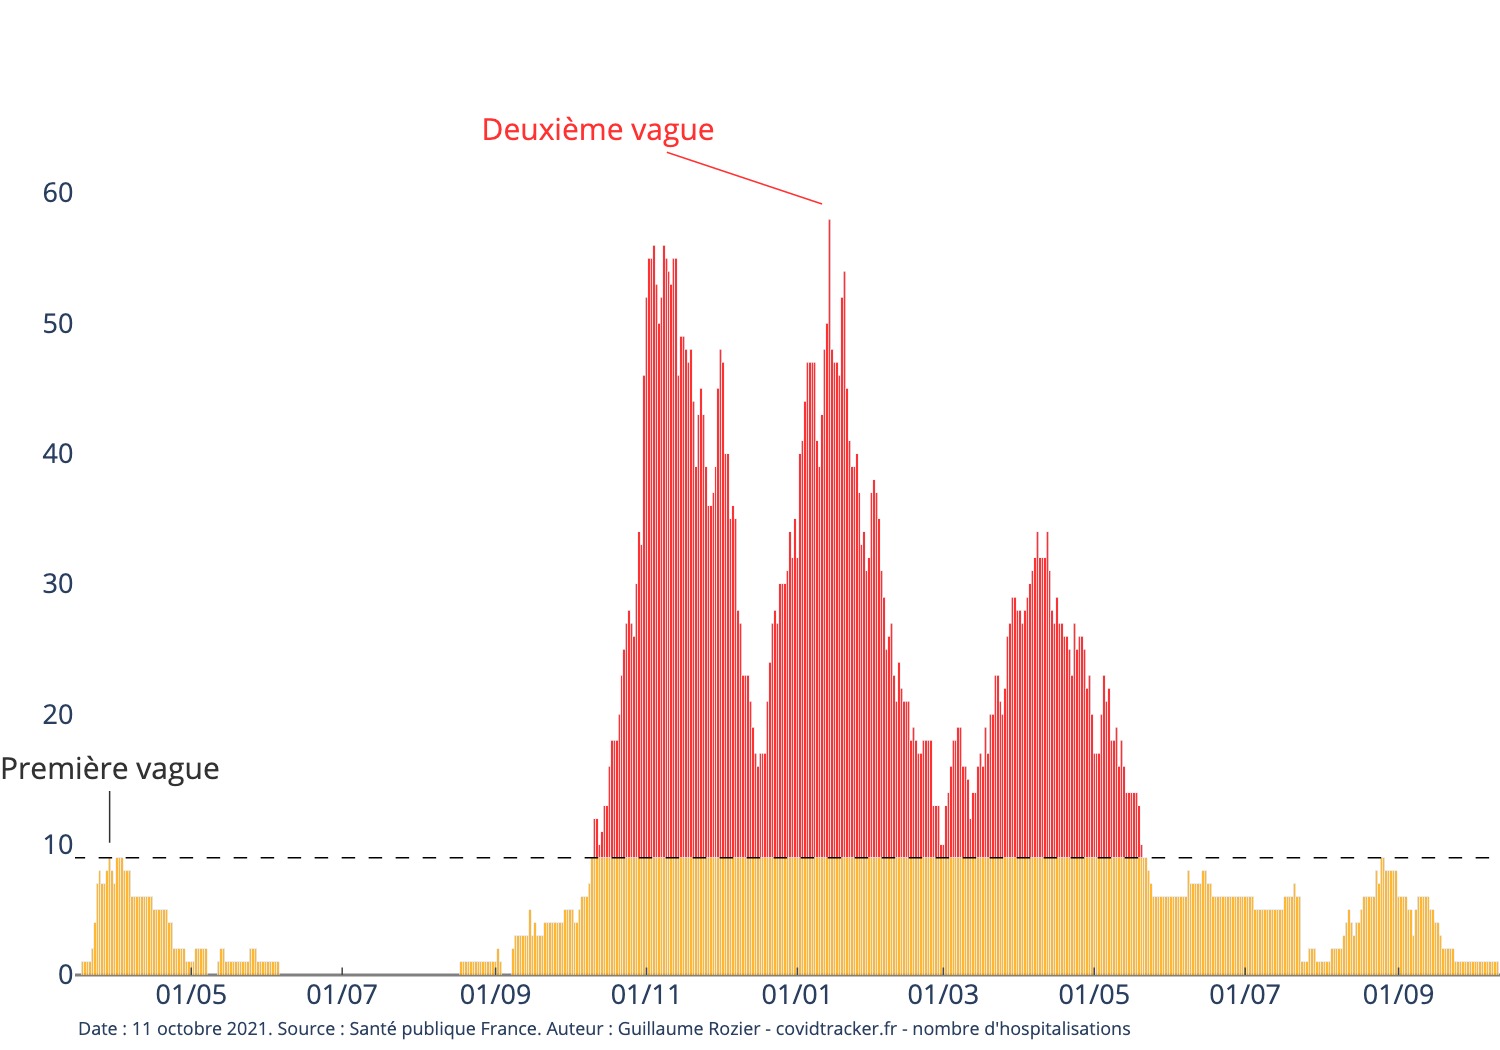 Deuxième vague
60
50
40
30
20
Première vague
10
0
01/05 01/07 01/09 01/11 01/01 01/03 01/05 01/07 01/09
Date : 11 octobre 2021. Source : Santé publique France. Auteur : Guillaume Rozier - covidtracker.fr - nombre d'hospitalisations